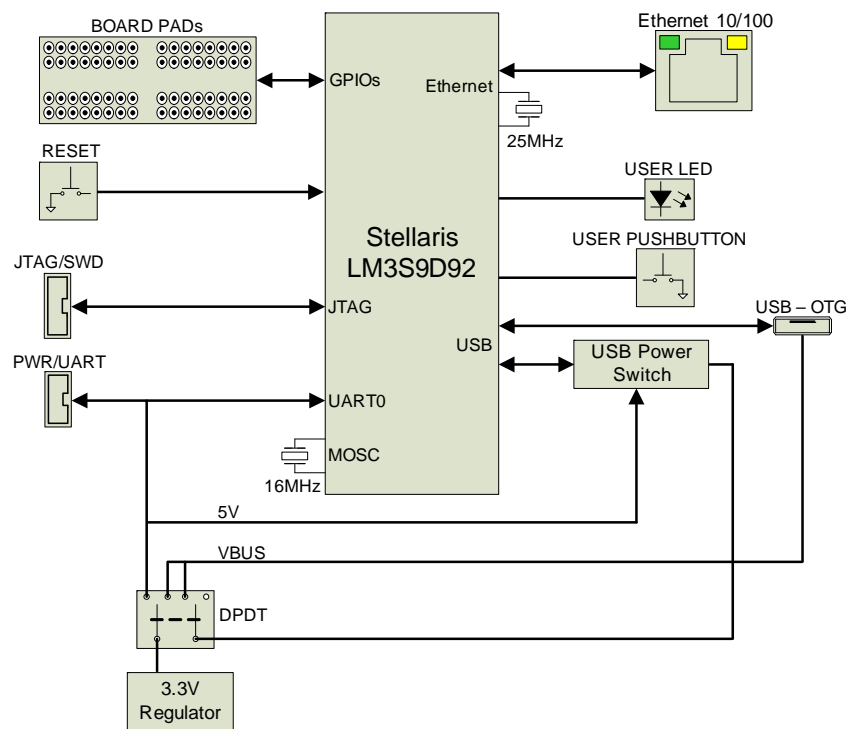 BOARD PADs
Ethernet 10/100
GPIOs
Ethernet
25MHz
RESET
USER LED
Stellaris
LM3S9D92
USER PUSHBUTTON
JTAG/SWD
JTAG
USB – OTG
USB
USB Power
Switch
PWR/UART
UART0
MOSC
16MHz
5V
VBUS
DPDT
3.3V
Regulator